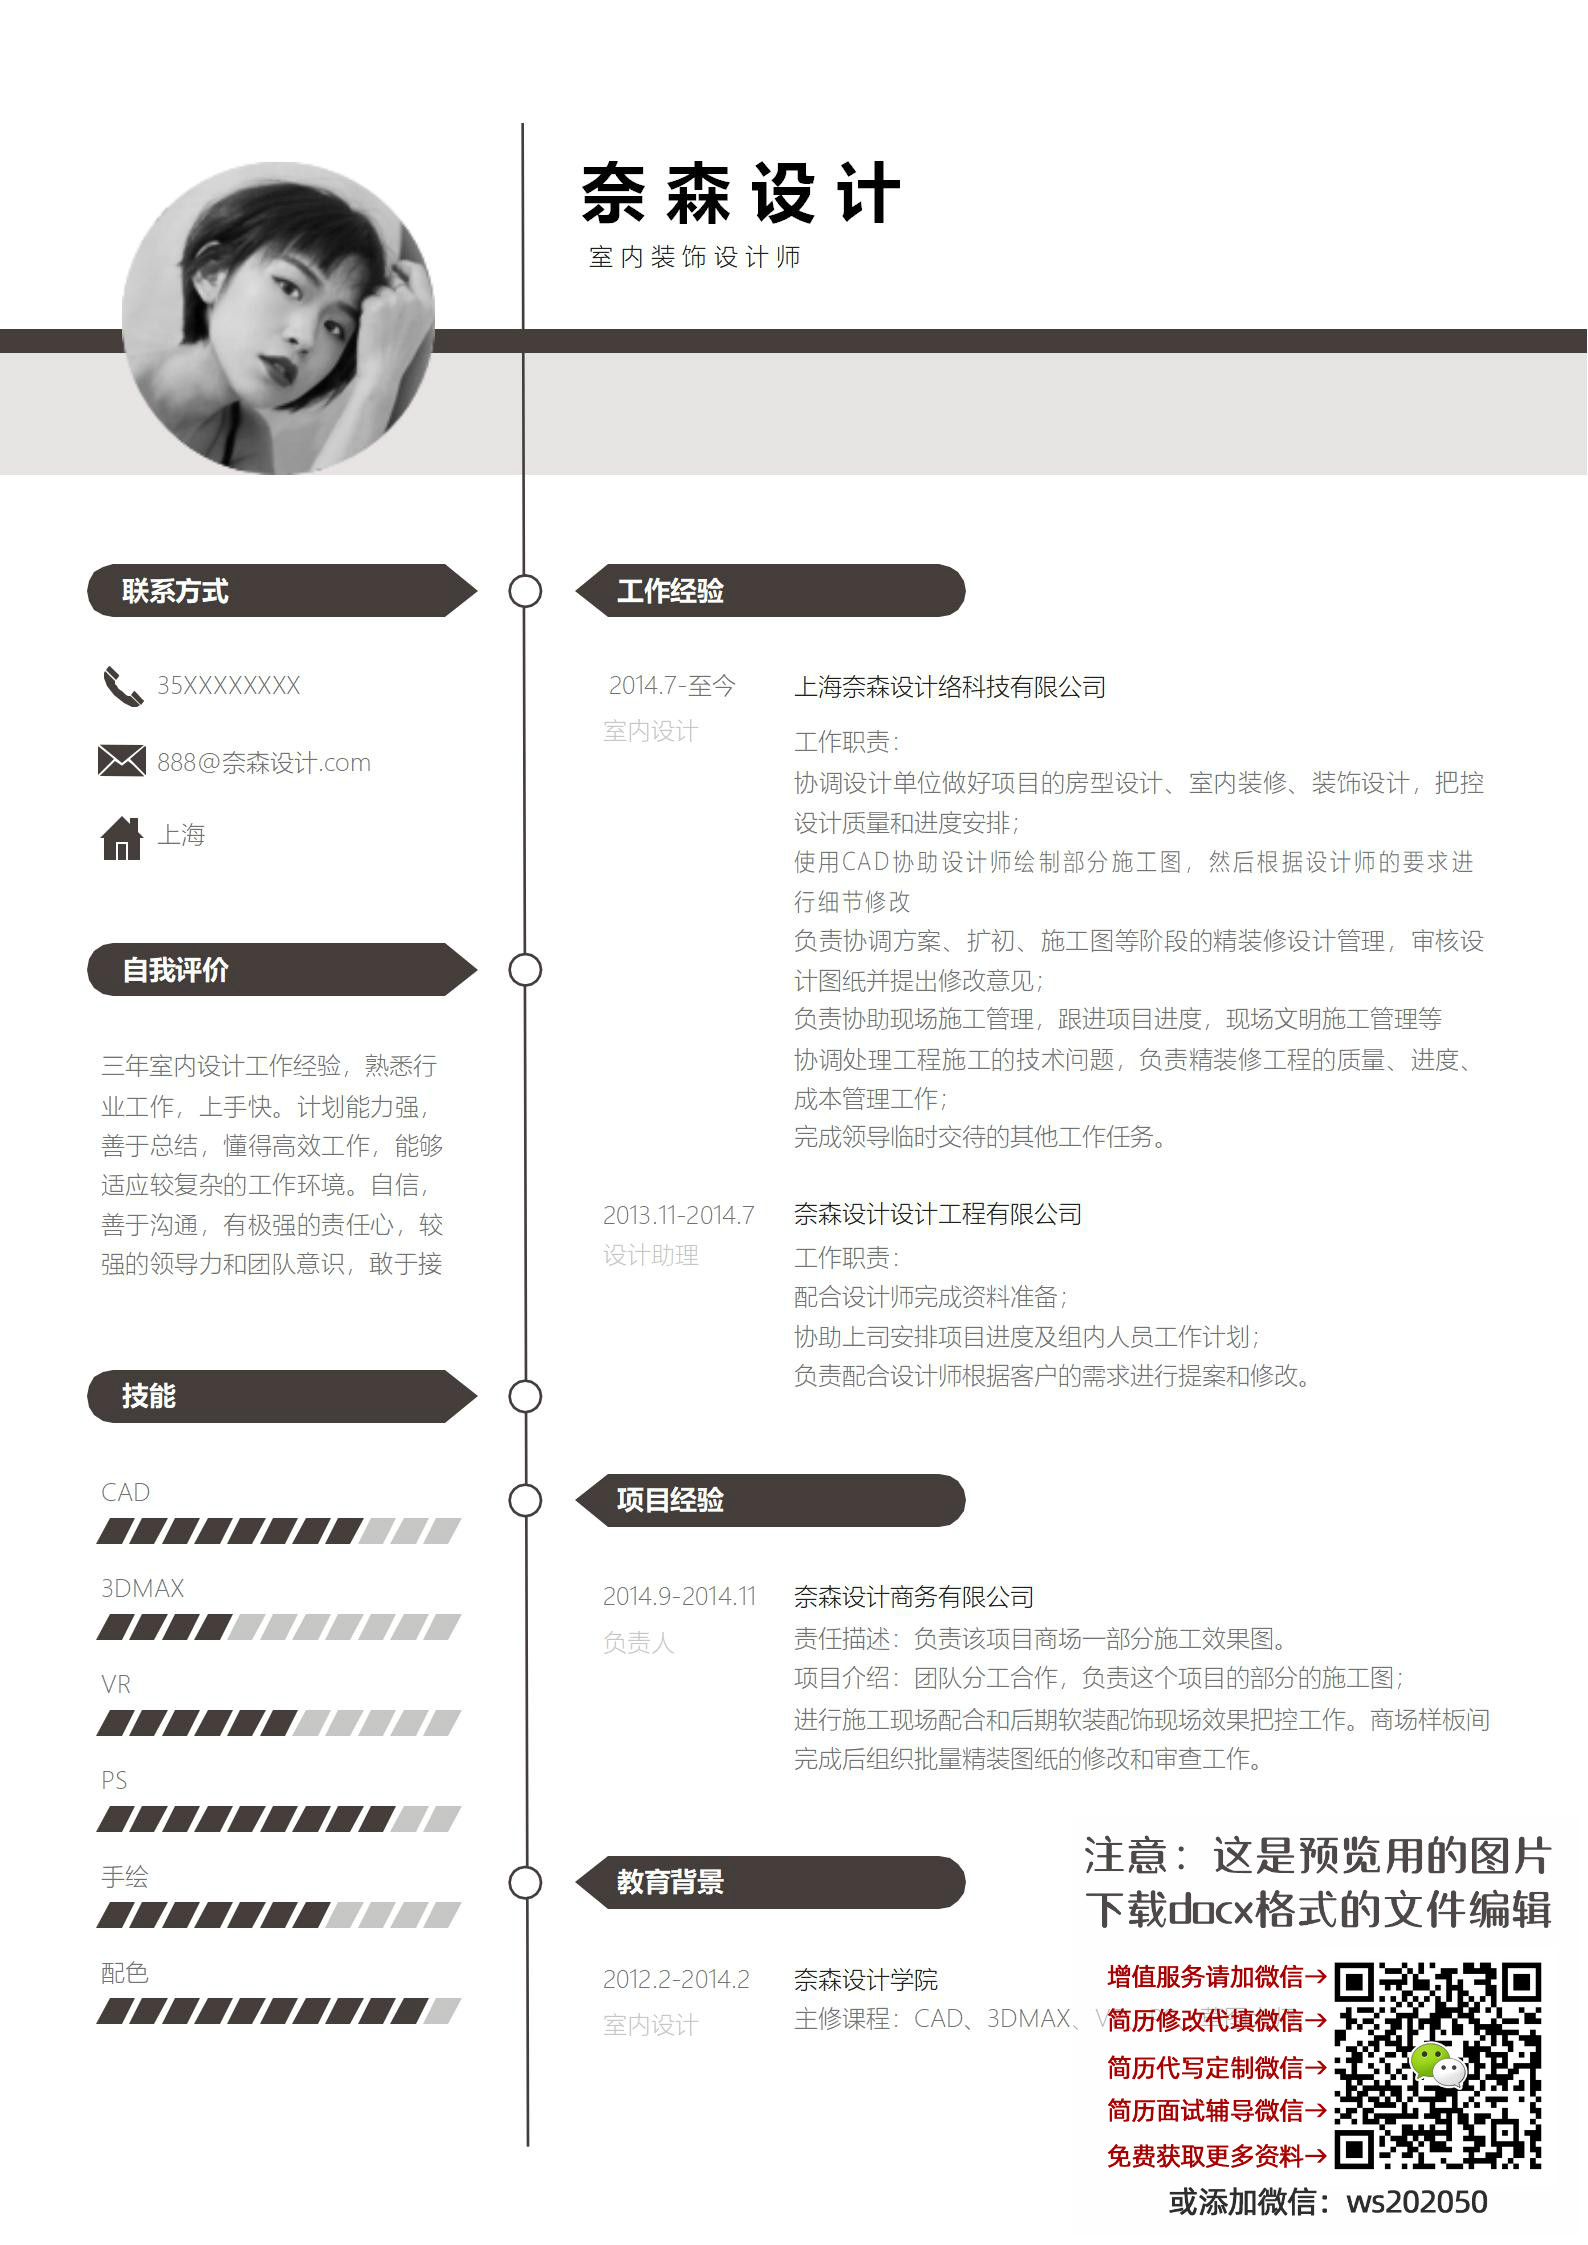 奈森设计
室内装饰设计师
联系方式
35XXXXXXXX
888@奈森设计.com
上海
自我评价
三年室内设计工作经验，熟悉行
业工作，上手快。计划能力强，
善于总结，懂得高效工作，能够
适应较复杂的工作环境。自信，
善于沟通，有极强的责任心，较
强的领导力和团队意识，敢于接
技能
CAD
3DMAX
VR
PS
手绘
配色
工作经验
2014.7-至今
室内设计
上海奈森设计络科技有限公司
工作职责：
协调设计单位做好项目的房型设计、室内装修、装饰设计，把控
设计质量和进度安排；
使用CAD协助设计师绘制部分施工图，然后根据设计师的要求进
行细节修改
负责协调方案、扩初、施工图等阶段的精装修设计管理，审核设
计图纸并提出修改意见；
负责协助现场施工管理，跟进项目进度，现场文明施工管理等
协调处理工程施工的技术问题，负责精装修工程的质量、进度、
成本管理工作；
完成领导临时交待的其他工作任务。
2013.11-2014.7
设计助理
奈森设计设计工程有限公司
工作职责：
配合设计师完成资料准备；
协助上司安排项目进度及组内人员工作计划；
负责配合设计师根据客户的需求进行提案和修改。
项目经验
2014.9-2014.11
负责人
奈森设计商务有限公司
责任描述：负责该项目商场一部分施工效果图。
项目介绍：团队分工合作，负责这个项目的部分的施工图；
进行施工现场配合和后期软装配饰现场效果把控工作。商场样板间
完成后组织批量精装图纸的修改和审查工作。
教育背景
2012.2-2014.2
室内设计
奈森设计学院
主修课程：CAD、3DMAX、
注意：这是预览用的图片
下载docx格式的文件编辑
增值服务请加微信→
简历修改代填微信→
简历代写定制微信→
简历面试辅导微信→
免费获取更多资料→
或添加微信：ws202050